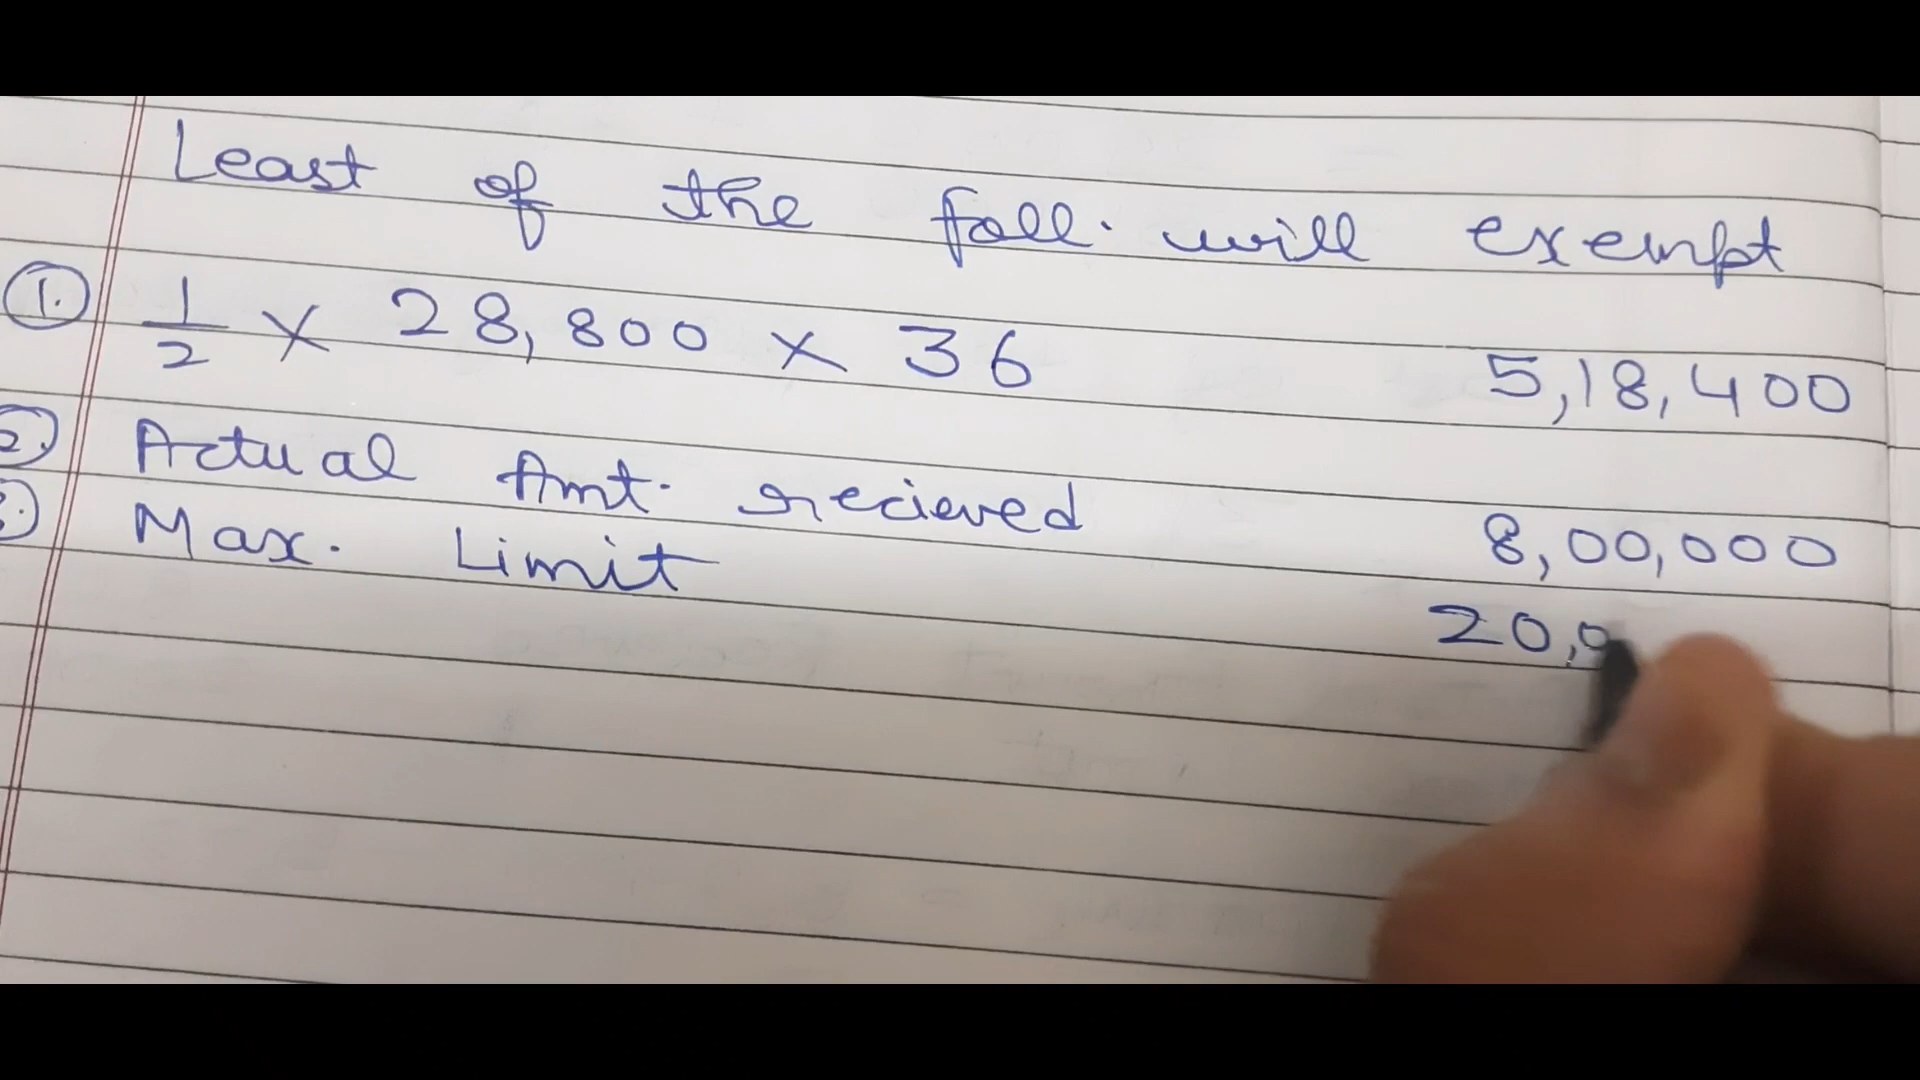 Least of the foll. will exempt
1. 1/2 × 28,800 × 36 5,18,400
2. Actual Amt. recieved 8,00,000
Max. Limit 20,0